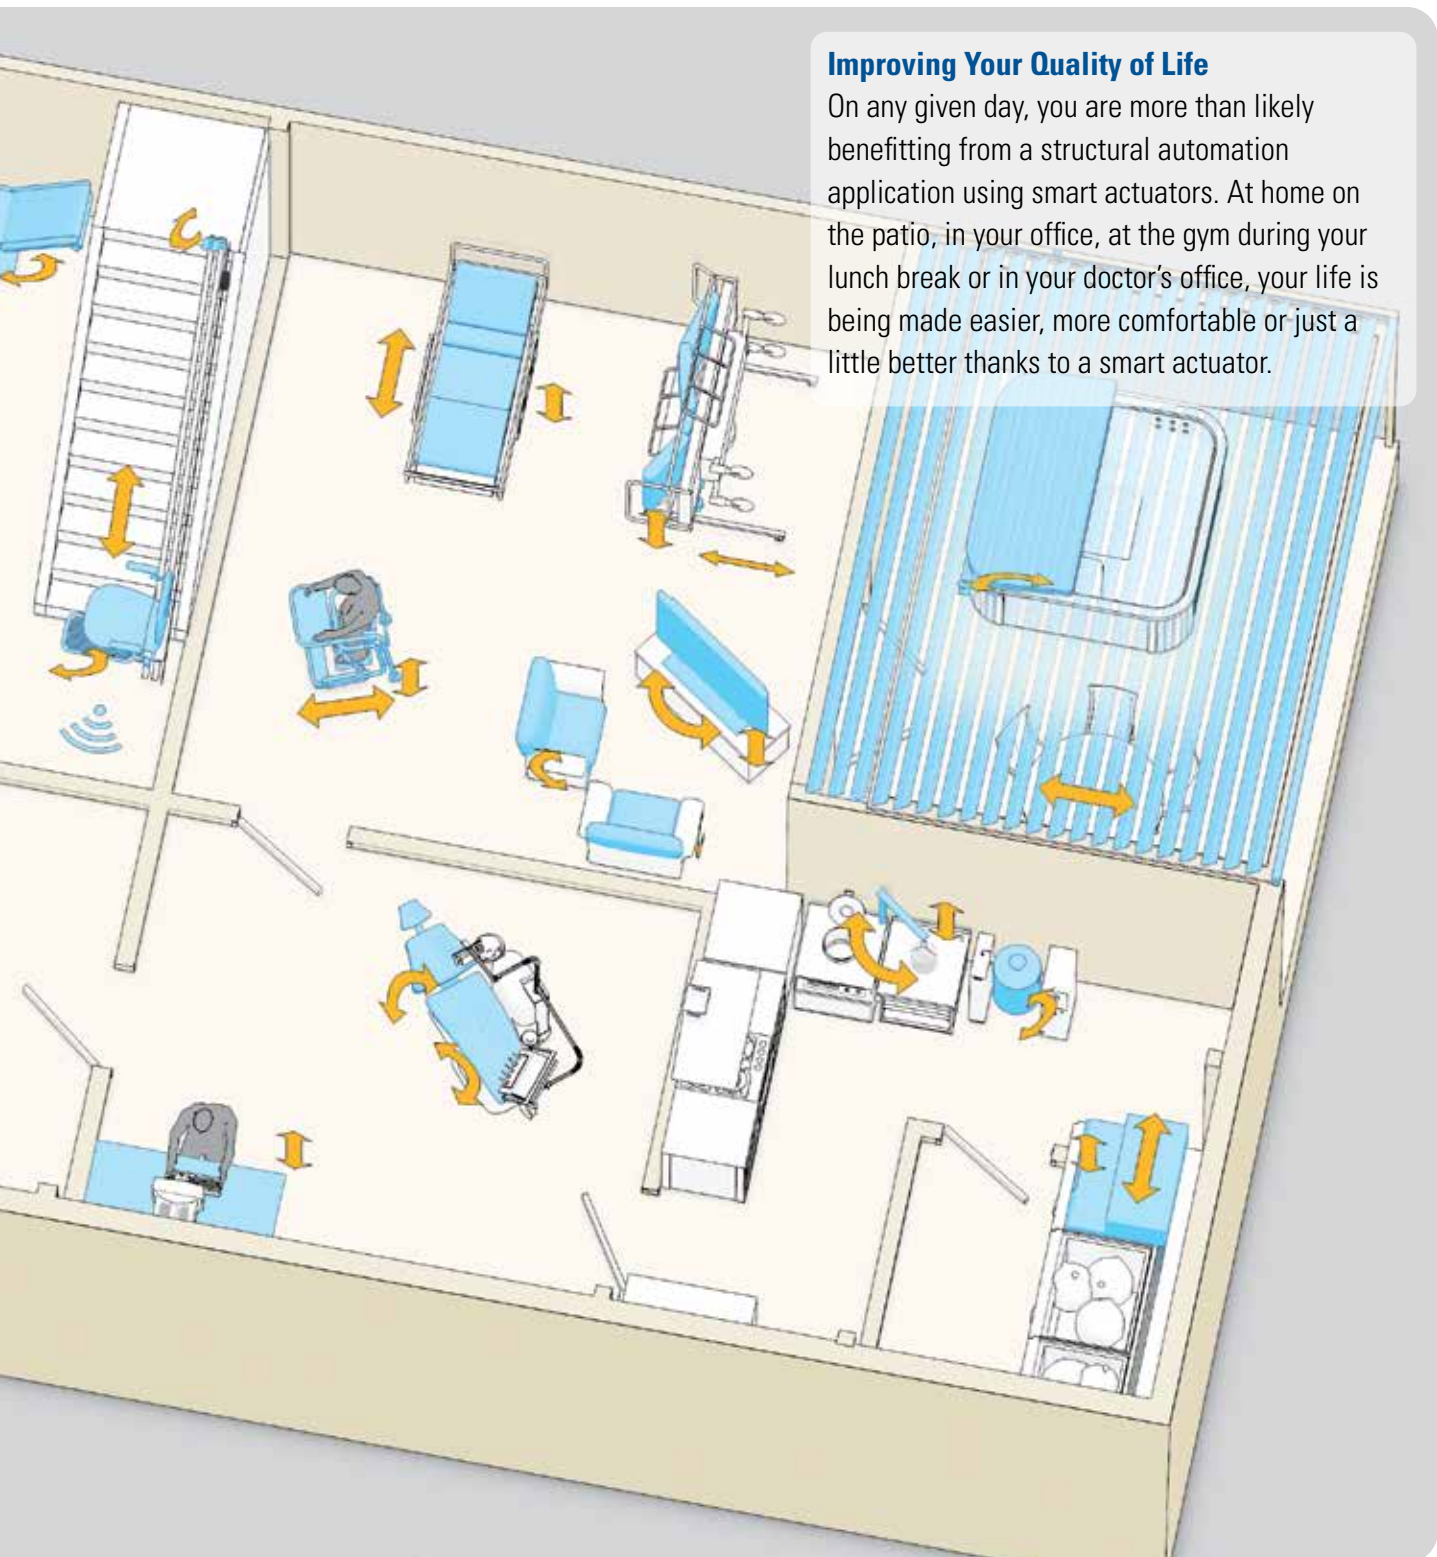 Improving Your Quality of Life
On any given day, you are more than likely
benefitting from a structural automation
application using smart actuators. At home on
the patio, in your office, at the gym during your
lunch break or in your doctor's office, your life is
being made easier, more comfortable or just a
little better thanks to a smart actuator.